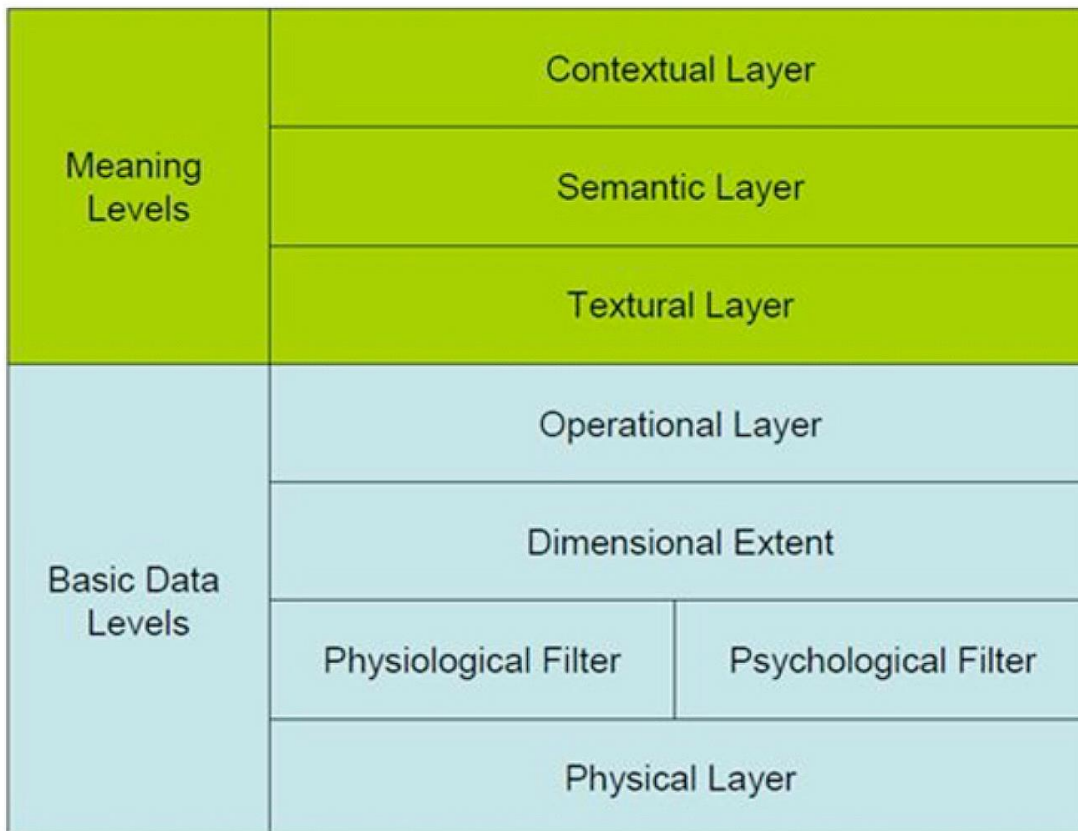 Contextual Layer
Meaning
Levels
Semantic Layer
Textural Layer
Operational Layer
Dimensional Extent
Basic Data
Levels
Physiological Filter
Psychological Filter
Physical Layer